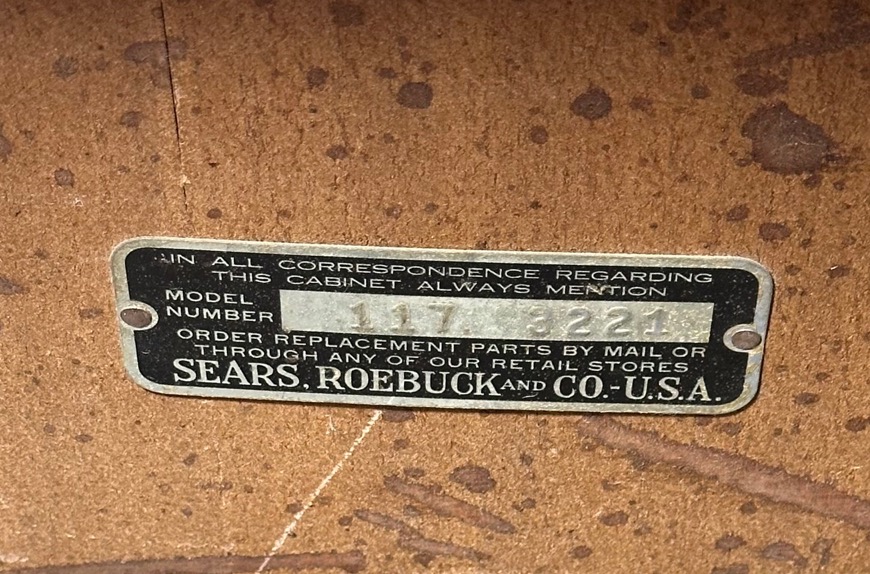 IN ALL CORRESPONDENCE REGARDING
THIS CABINET ALWAYS MENTION
MODEL
NUMBER 117. 3221
ORDER REPLACEMENT PARTS BY MAIL OR
THROUGH ANY OF OUR RETAIL STORES
SEARS, ROEBUCK AND CO.-U.S.A.